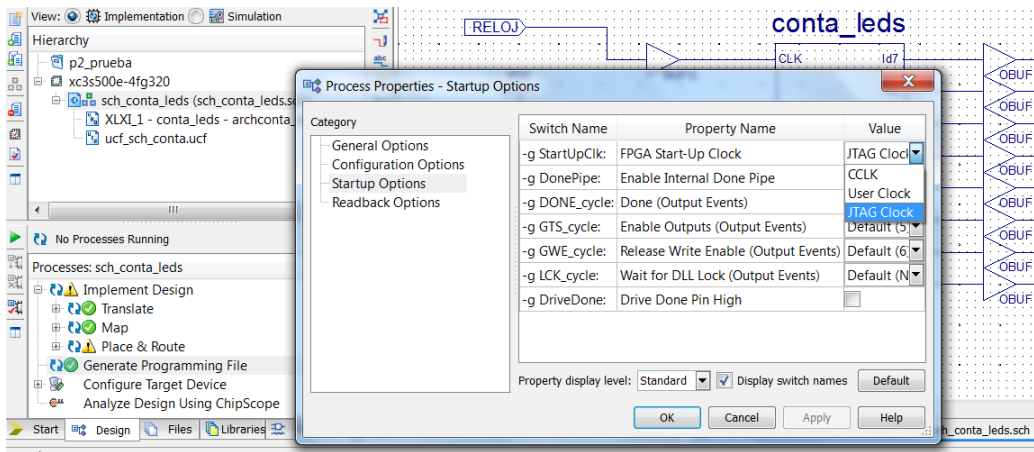 View: Implementation Simulation
Hierarchy
p2_prueba
xc3s500e-4fg320
sch_conta_leds (sch_conta_leds.sc
XLXI_1 - conta_leds - archconta_
ucf_sch_conta.ucf
No Processes Running
Processes: sch_conta_leds
Implement Design
Translate
Map
Place & Route
Generate Programming File
Configure Target Device
Analyze Design Using ChipScope
Start Design Files Libraries
abc
RELOJ
conta_leds
CLK ld7
OBUF
OBUF
OBUF
OBUF
OBUF
OBUF
OBUF
OBUF
h_conta_leds.sch
Process Properties - Startup Options
Category
General Options
Configuration Options
Startup Options
Readback Options
Switch Name Property Name Value
-g StartUpClk: FPGA Start-Up Clock JTAG Clock
CCLK
User Clock
JTAG Clock
-g DonePipe: Enable Internal Done Pipe
-g DONE_cycle: Done (Output Events)
-g GTS_cycle: Enable Outputs (Output Events) Default (5)
-g GWE_cycle: Release Write Enable (Output Events) Default (6)
-g LCK_cycle: Wait for DLL Lock (Output Events) Default (N
-g DriveDone: Drive Done Pin High
Property display level: Standard Display switch names Default
OK Cancel Apply Help